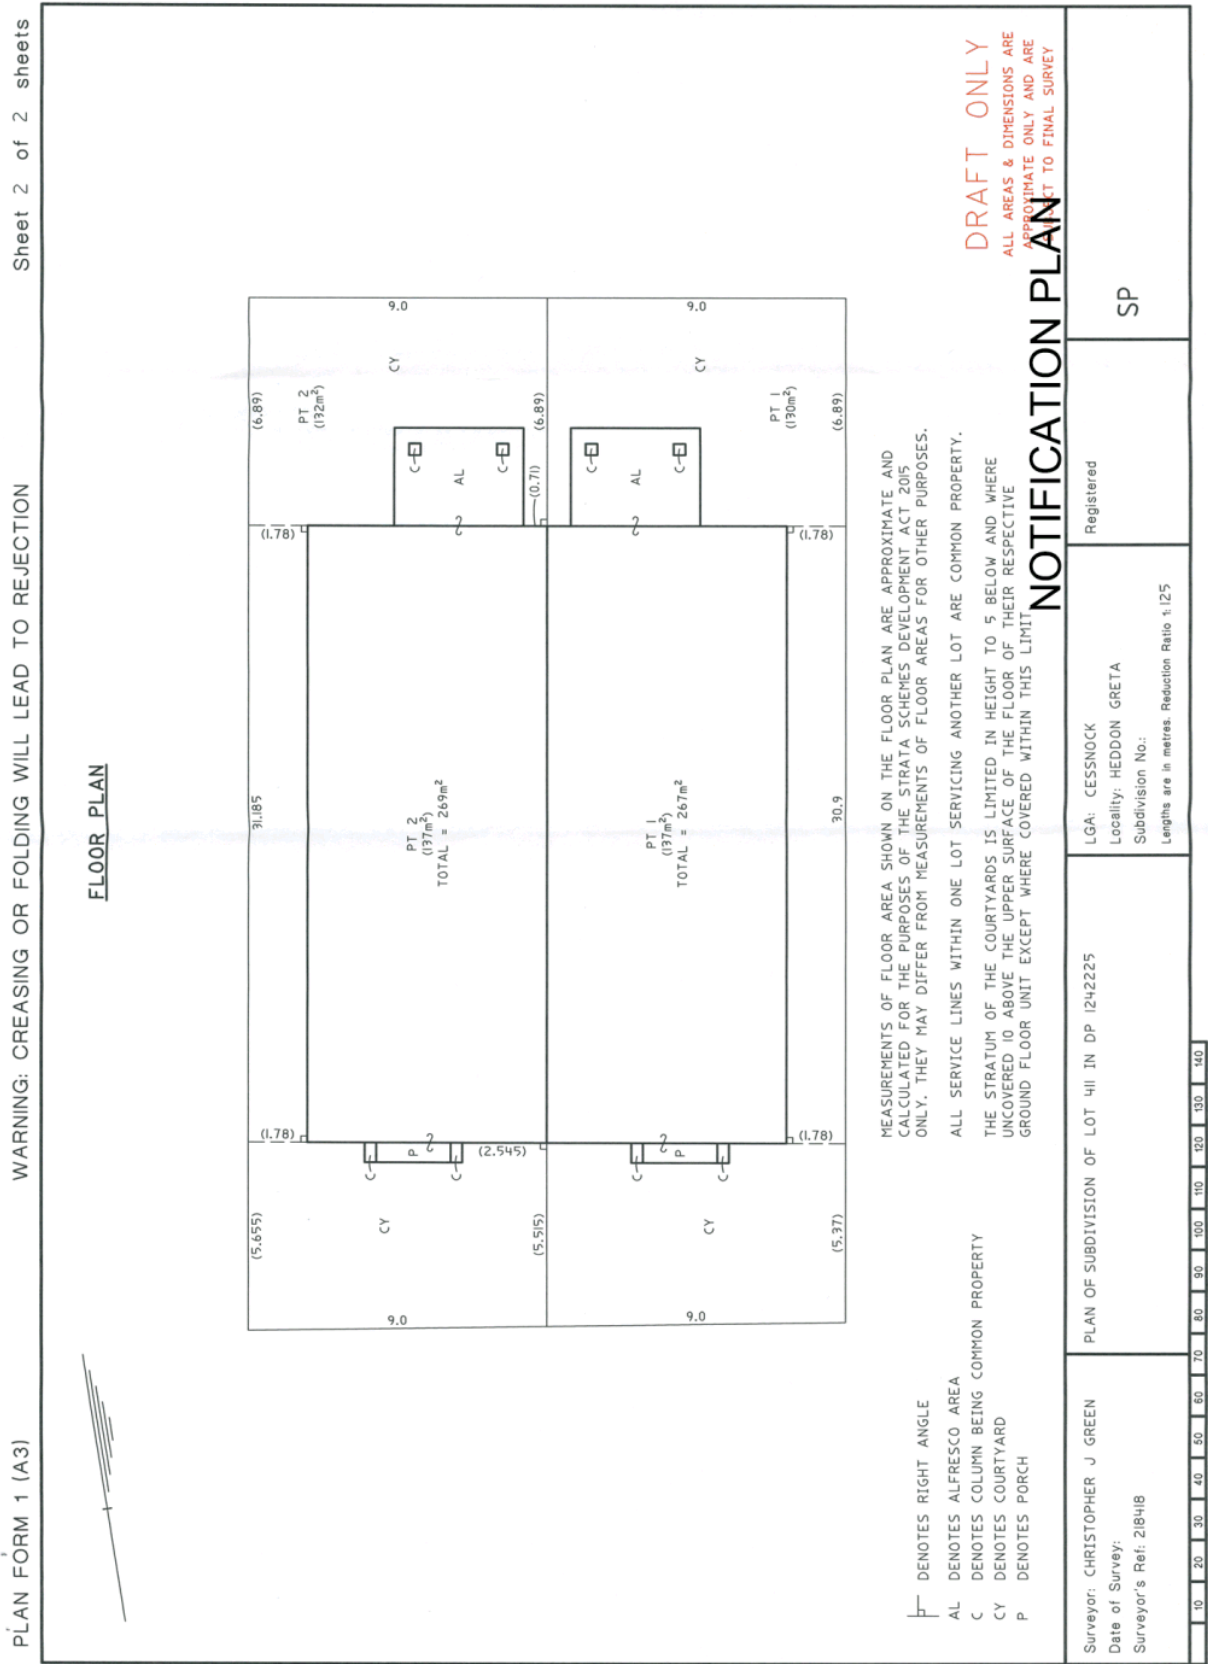 PLAN FORM 1 (A3)
WARNING: CREASING OR FOLDING WILL LEAD TO REJECTION
Sheet 2 of 2 sheets
FLOOR PLAN
(5.655)
31.185
(6.89)
(1.78)
(1.78)
PT 2
(132m²)
9.0
CY
C
P
C
(2.545)
PT 2
(137m²)
TOTAL = 269m²
C
AL
C
CY
9.0
(0.71)
(5.515)
(6.89)
9.0
CY
C
P
C
PT 1
(137m²)
TOTAL = 267m²
C
AL
C
CY
9.0
PT 1
(130m²)
(1.78)
(1.78)
(5.37)
30.9
(6.89)
MEASUREMENTS OF FLOOR AREA SHOWN ON THE FLOOR PLAN ARE APPROXIMATE AND
CALCULATED FOR THE PURPOSES OF THE STRATA SCHEMES DEVELOPMENT ACT 2015
ONLY. THEY MAY DIFFER FROM MEASUREMENTS OF FLOOR AREAS FOR OTHER PURPOSES.
ALL SERVICE LINES WITHIN ONE LOT SERVICING ANOTHER LOT ARE COMMON PROPERTY.
THE STRATUM OF THE COURTYARDS IS LIMITED IN HEIGHT TO 5 BELOW AND WHERE
UNCOVERED 10 ABOVE THE UPPER SURFACE OF THE FLOOR OF THEIR RESPECTIVE
GROUND FLOOR UNIT EXCEPT WHERE COVERED WITHIN THIS LIMIT
DENOTES RIGHT ANGLE
AL DENOTES ALFRESCO AREA
C DENOTES COLUMN BEING COMMON PROPERTY
CY DENOTES COURTYARD
P DENOTES PORCH
DRAFT ONLY
ALL AREAS & DIMENSIONS ARE
APPROXIMATE ONLY AND ARE
SUBJECT TO FINAL SURVEY
NOTIFICATION PLAN
Surveyor: CHRISTOPHER J GREEN
Date of Survey:
Surveyor's Ref: 218418
PLAN OF SUBDIVISION OF LOT 411 IN DP 1242225
LGA: CESSNOCK
Locality: HEDDON GRETA
Subdivision No.:
Lengths are in metres. Reduction Ratio 1:125
Registered
SP
10 20 30 40 50 60 70 80 90 100 110 120 130 140